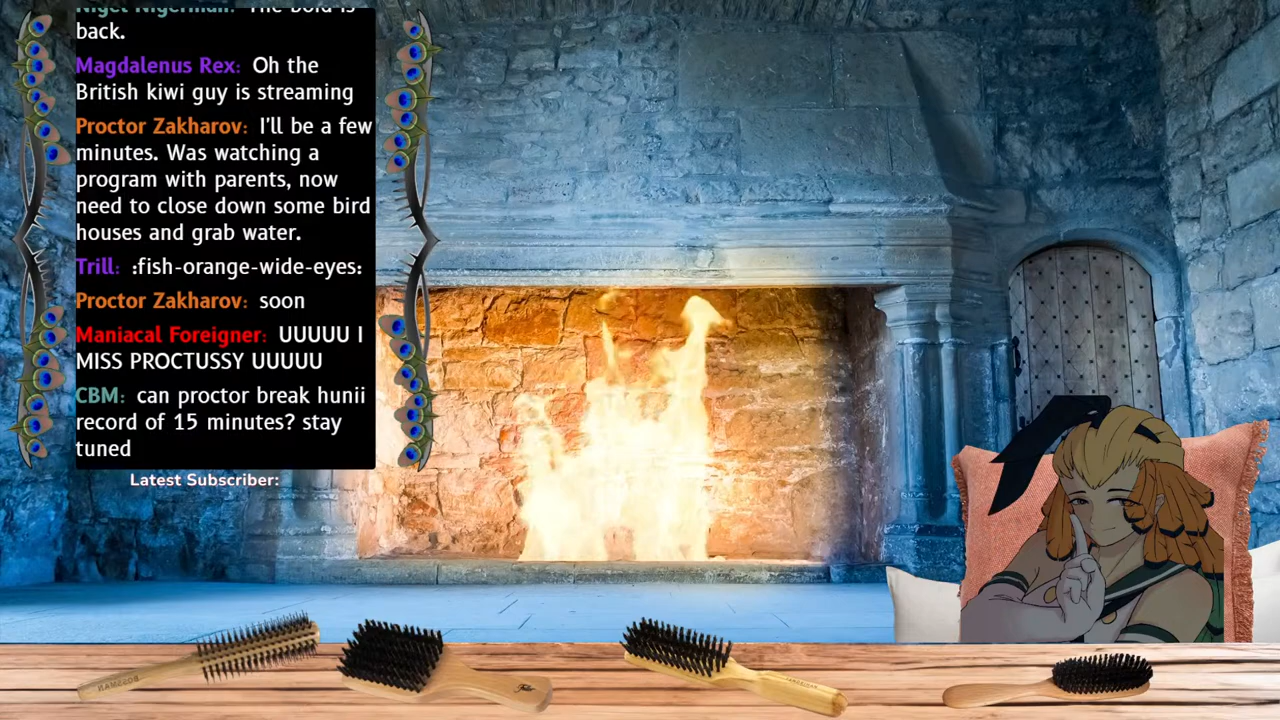 back.
Magdalenus Rex: Oh the
British kiwi guy is streaming
Proctor Zakharov: I'll be a few
minutes. Was watching a
program with parents, now
need to close down some bird
houses and grab water.
Trill: :fish-orange-wide-eyes:
Proctor Zakharov: soon
Maniacal Foreigner: UUUUU I
MISS PROCTUSSY UUUUU
CBM: can proctor break hunii
record of 15 minutes? stay
tuned
Latest Subscriber: